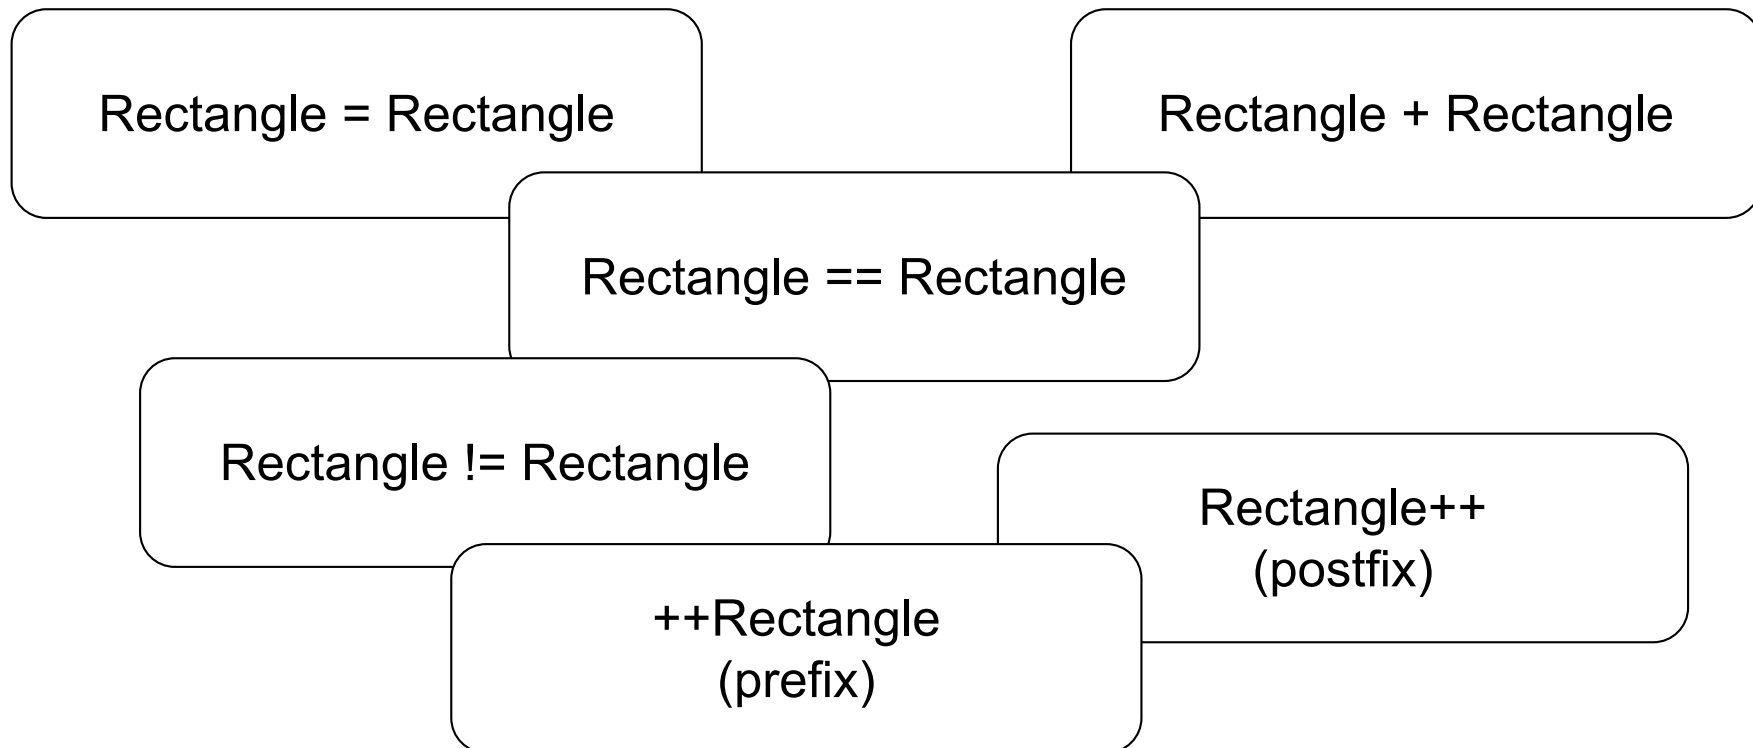 Rectangle = Rectangle
Rectangle + Rectangle
Rectangle == Rectangle
Rectangle != Rectangle
Rectangle++
(postfix)
++Rectangle
(prefix)